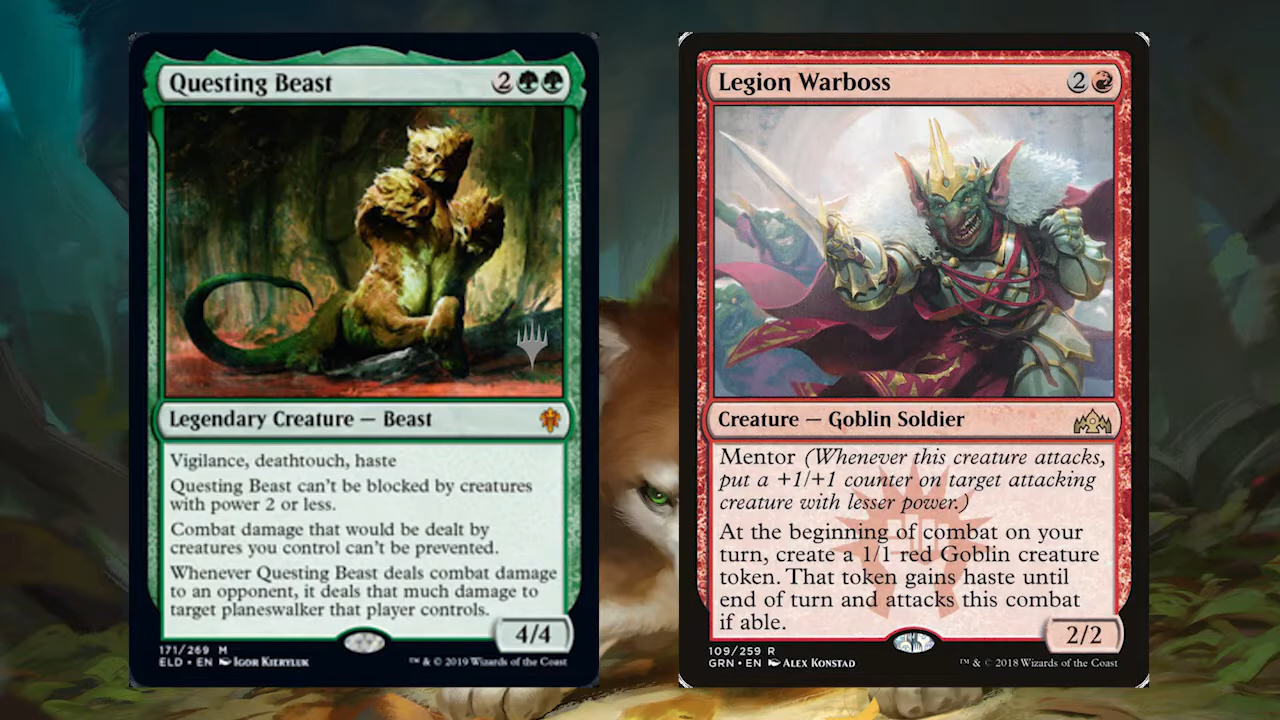 Questing Beast 2
Legendary Creature — Beast
Vigilance, deathtouch, haste
Questing Beast can't be blocked by creatures
with power 2 or less.
Combat damage that would be dealt by
creatures you control can't be prevented.
Whenever Questing Beast deals combat damage
to an opponent, it deals that much damage to
target planeswalker that player controls.
4/4
171/269 M
ELD • EN Igor Kieryluk
™ & © 2019 Wizards of the Coast
Legion Warboss 2
Creature — Goblin Soldier
Mentor (Whenever this creature attacks,
put a +1/+1 counter on target attacking
creature with lesser power.)
At the beginning of combat on your
turn, create a 1/1 red Goblin creature
token. That token gains haste until
end of turn and attacks this combat
if able.
2/2
109/259 R
GRN • EN Alex Konstad
™ & © 2018 Wizards of the Coast